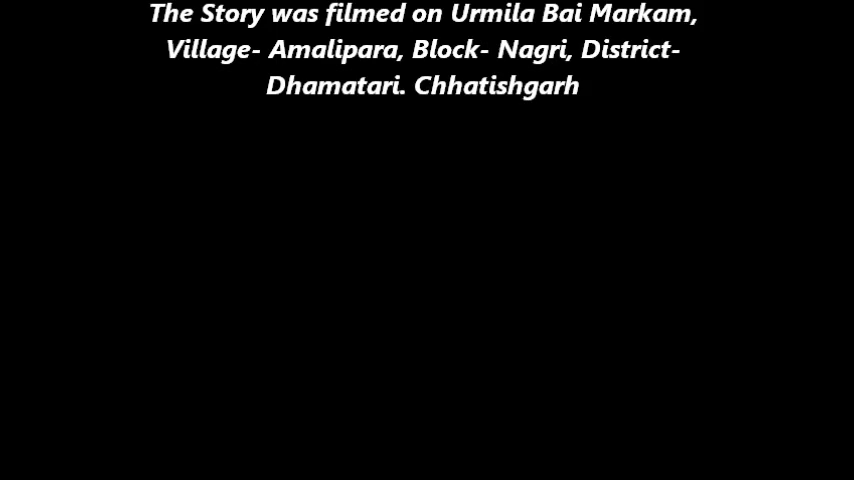 The Story was filmed on Urmila Bai Markam,
Village- Amalipara, Block- Nagri, District-
Dhamatari. Chhatishgarh